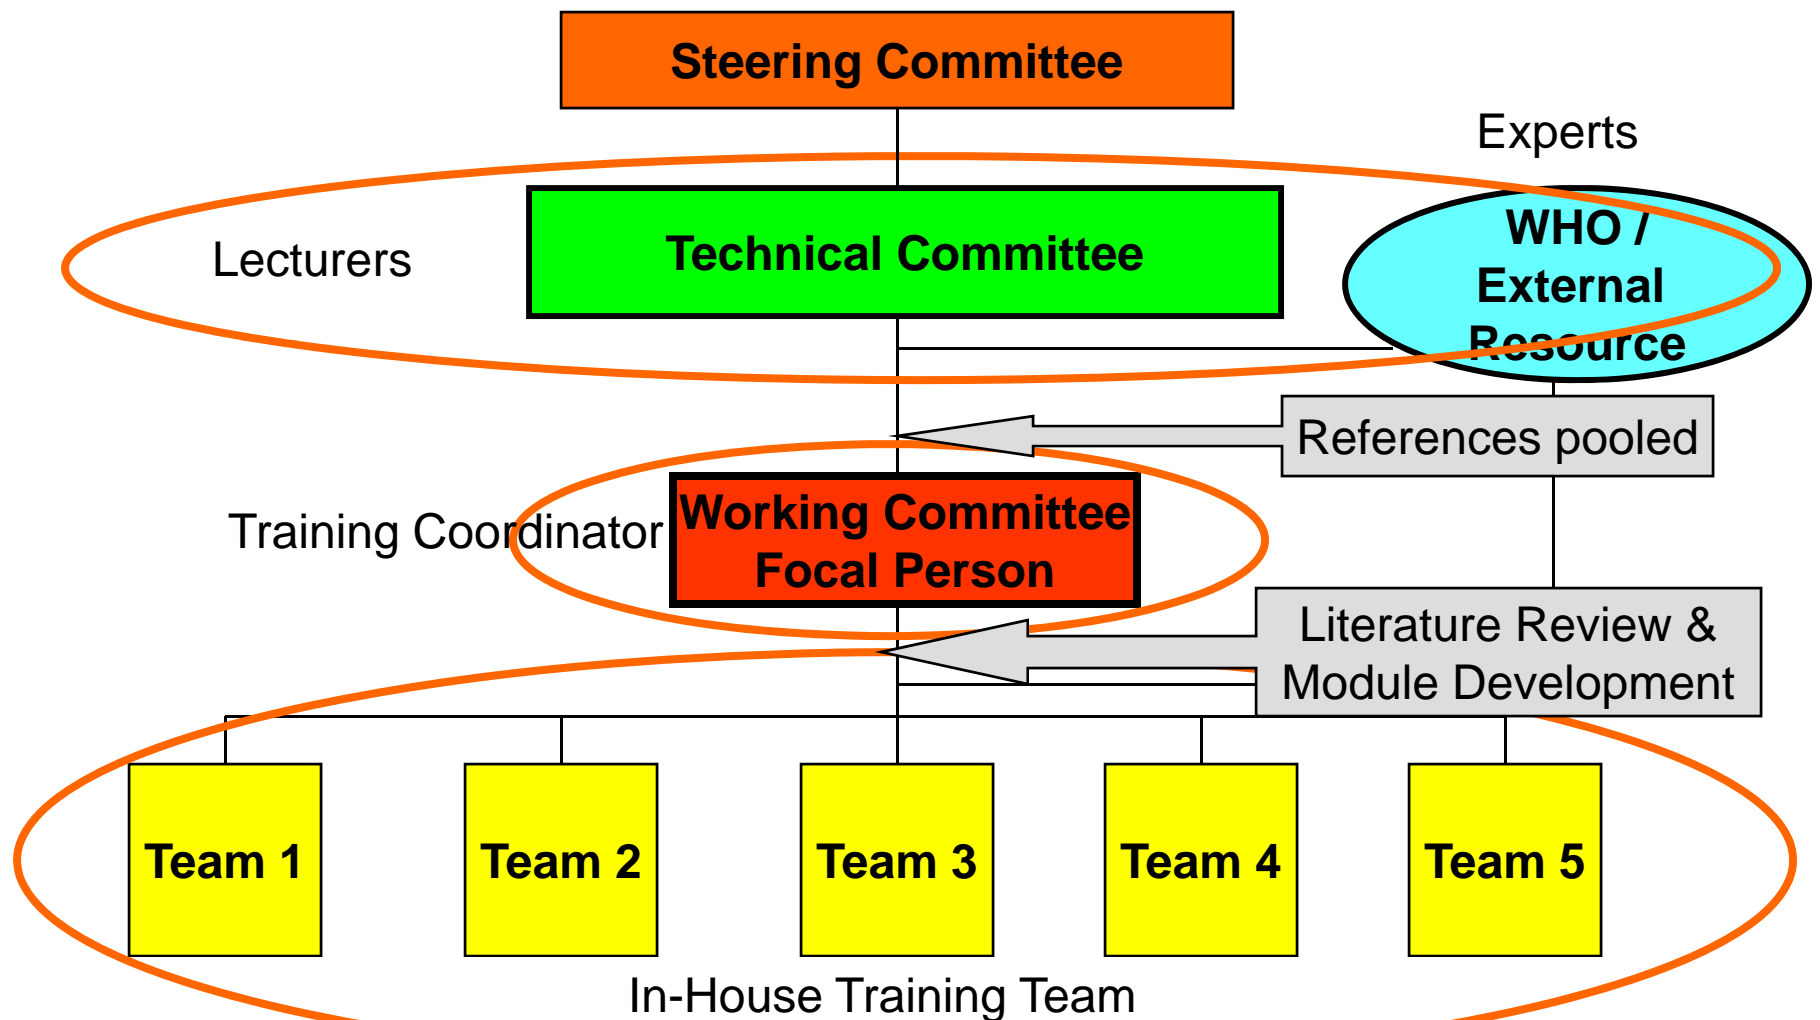 Steering Committee
Experts
Lecturers
Technical Committee
WHO /
External
Resource
References pooled
Training Coordinator
Working Committee
Focal Person
Literature Review &
Module Development
Team 1
Team 2
Team 3
Team 4
Team 5
In-House Training Team